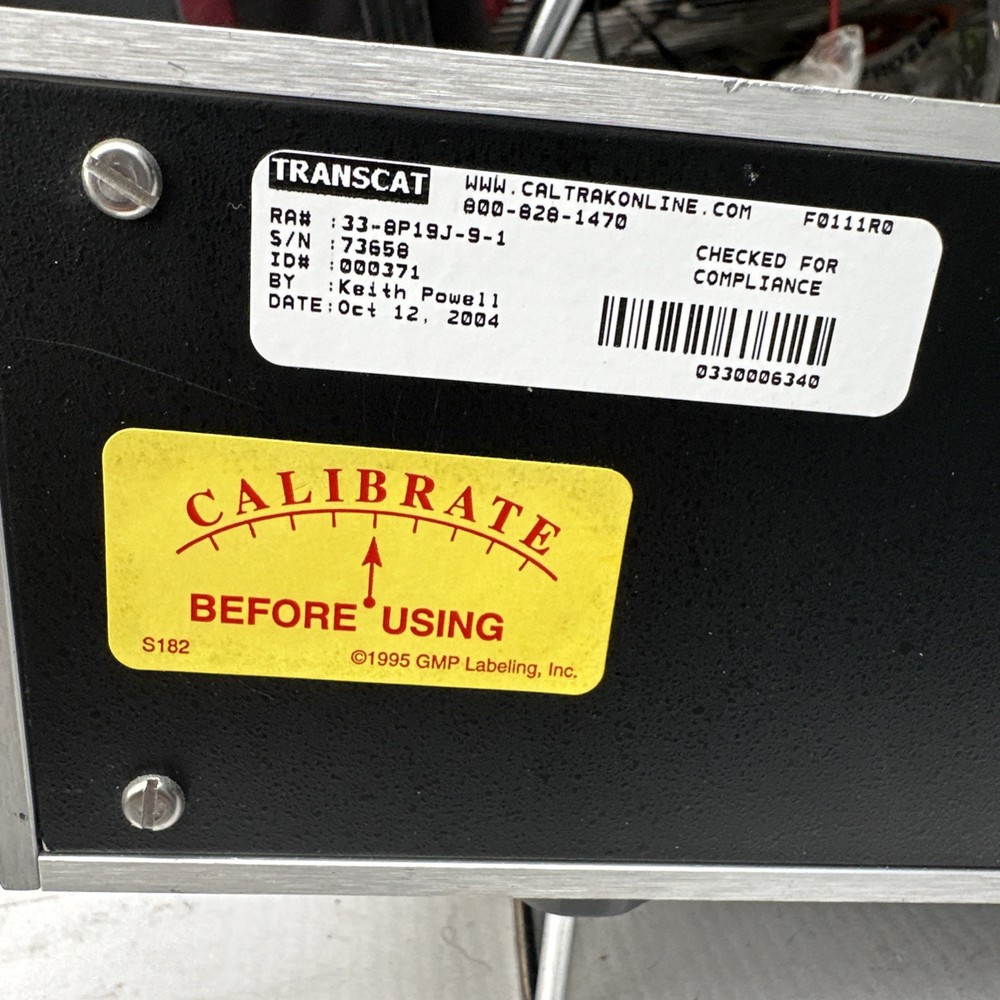 TRANSCAT
WWW.CALTRAKONLINE.COM
800-828-1470
F0111R0
RA# :33-8P19J-9-1
S/N :73658
ID# :000371
BY :Keith Powell
DATE:Oct 12, 2004
CHECKED FOR
COMPLIANCE
0330006340
CALIBRATE
BEFORE USING
S182
©1995 GMP Labeling, Inc.